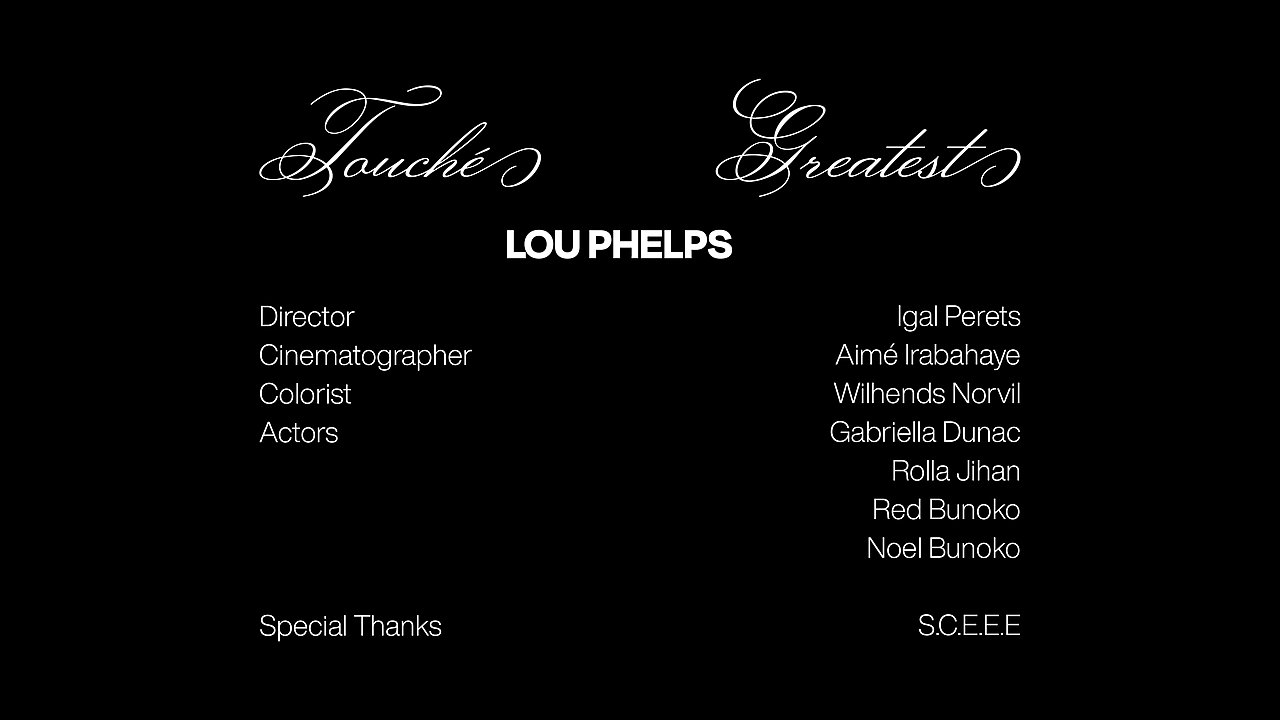 Touché Greatest
LOU PHELPS
Director Igal Perets
Cinematographer Aimé Irabahaye
Colorist Wilhends Norvil
Actors Gabriella Dunac
Rolla Jihan
Red Bunoko
Noel Bunoko
Special Thanks S.C.E.E.E